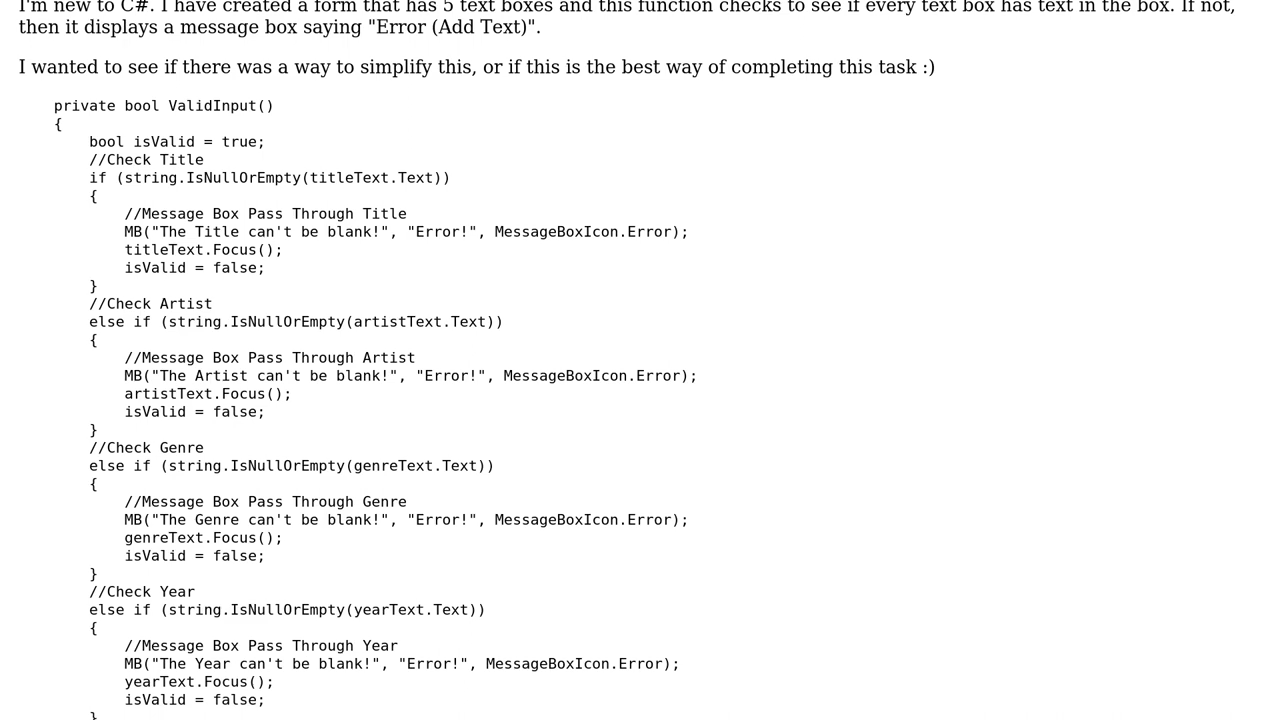 I'm new to C#. I have created a form that has 5 text boxes and this function checks to see if every text box has text in the box. If not,
then it displays a message box saying "Error (Add Text)".
I wanted to see if there was a way to simplify this, or if this is the best way of completing this task :)
private bool ValidInput()
{
bool isValid = true;
//Check Title
if (string.IsNullOrEmpty(titleText.Text))
{
//Message Box Pass Through Title
MB("The Title can't be blank!", "Error!", MessageBoxIcon.Error);
titleText.Focus();
isValid = false;
}
//Check Artist
else if (string.IsNullOrEmpty(artistText.Text))
{
//Message Box Pass Through Artist
MB("The Artist can't be blank!", "Error!", MessageBoxIcon.Error);
artistText.Focus();
isValid = false;
}
//Check Genre
else if (string.IsNullOrEmpty(genreText.Text))
{
//Message Box Pass Through Genre
MB("The Genre can't be blank!", "Error!", MessageBoxIcon.Error);
genreText.Focus();
isValid = false;
}
//Check Year
else if (string.IsNullOrEmpty(yearText.Text))
{
//Message Box Pass Through Year
MB("The Year can't be blank!", "Error!", MessageBoxIcon.Error);
yearText.Focus();
isValid = false;
}